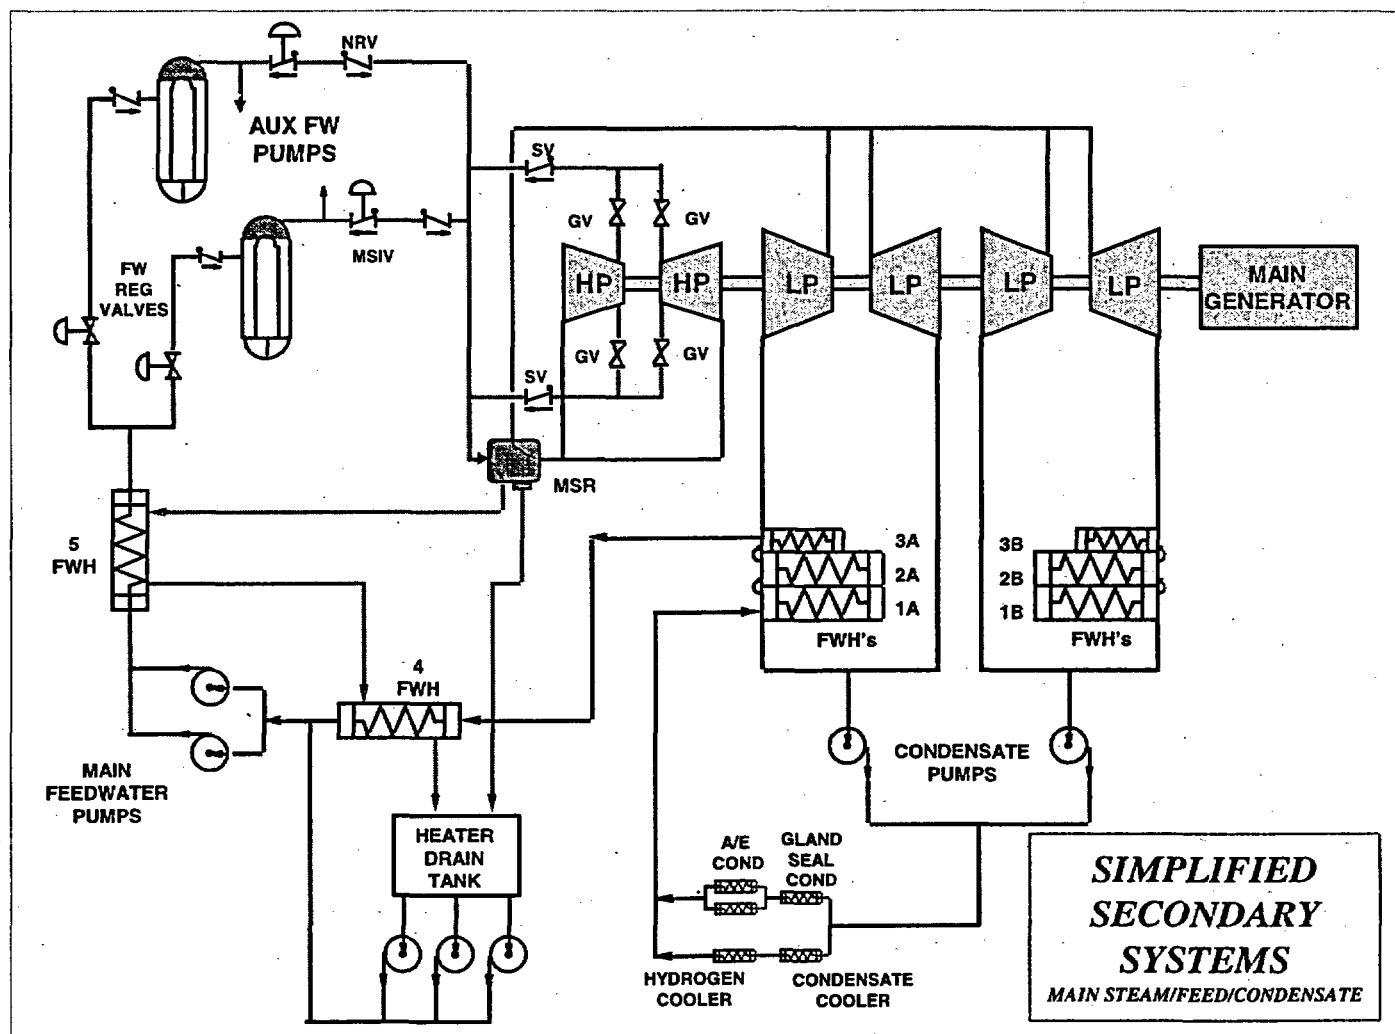 NRV
AUX FW
PUMPS
SV
GV
GV
MSIV
FW
REG
VALVES
HP
HP
LP
LP
LP
LP
MAIN
GENERATOR
GV
GV
SV
MSR
5
FWH
3A
2A
1A
FWH's
3B
2B
1B
FWH's
4
FWH
MAIN
FEEDWATER
PUMPS
CONDENSATE
PUMPS
HEATER
DRAIN
TANK
A/E
COND
GLAND
SEAL
COND
HYDROGEN
COOLER
CONDENSATE
COOLER
SIMPLIFIED
SECONDARY
SYSTEMS
MAIN STEAM/FEED/CONDENSATE